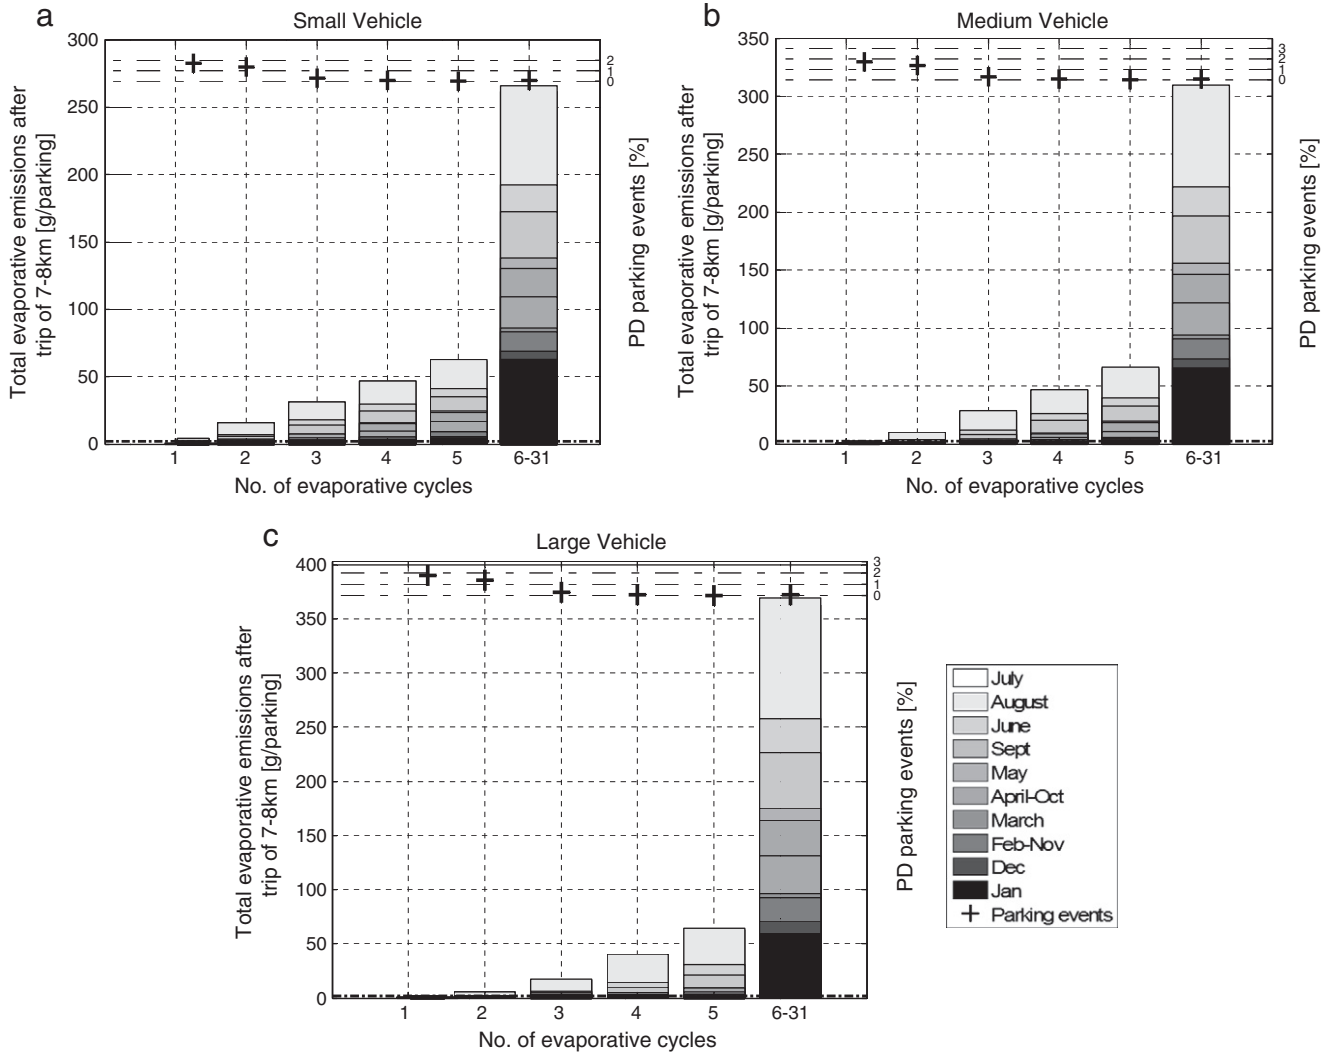 a
Small Vehicle
300
250
200
150
100
50
0
2
1
0
1
2
3
4
5
6-31
No. of evaporative cycles
Total evaporative emissions after
trip of 7-8km [g/parking]
PD parking events [%]
b
Medium Vehicle
350
300
250
200
150
100
50
0
3
2
1
0
1
2
3
4
5
6-31
No. of evaporative cycles
Total evaporative emissions after
trip of 7-8km [g/parking]
PD parking events [%]
c
Large Vehicle
400
350
300
250
200
150
100
50
0
3
2
1
0
1
2
3
4
5
6-31
No. of evaporative cycles
Total evaporative emissions after
trip of 7-8km [g/parking]
PD parking events [%]
July
August
June
Sept
May
April-Oct
March
Feb-Nov
Dec
Jan
Parking events